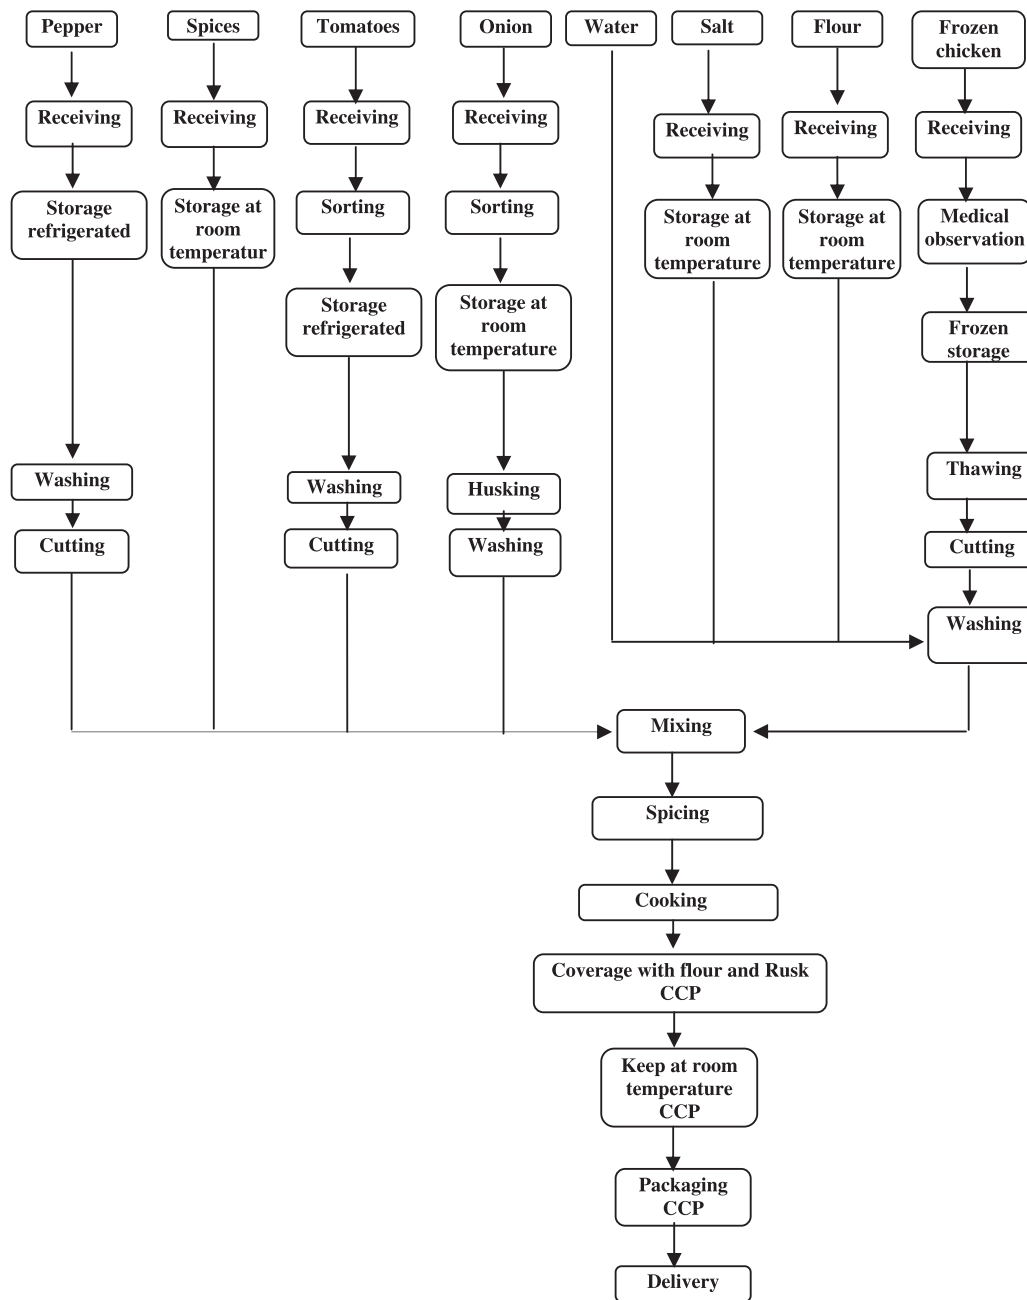 Pepper
Spices
Tomatoes
Onion
Water
Salt
Flour
Frozen
chicken
Receiving
Receiving
Receiving
Receiving
Receiving
Receiving
Receiving
Storage
refrigerated
Storage at
room
temperatur
Sorting
Sorting
Storage at
room
temperature
Storage at
room
temperature
Medical
observation
Storage
refrigerated
Storage at
room
temperature
Frozen
storage
Washing
Washing
Husking
Thawing
Cutting
Cutting
Washing
Cutting
Washing
Mixing
Spicing
Cooking
Coverage with flour and Rusk
CCP
Keep at room
temperature
CCP
Packaging
CCP
Delivery